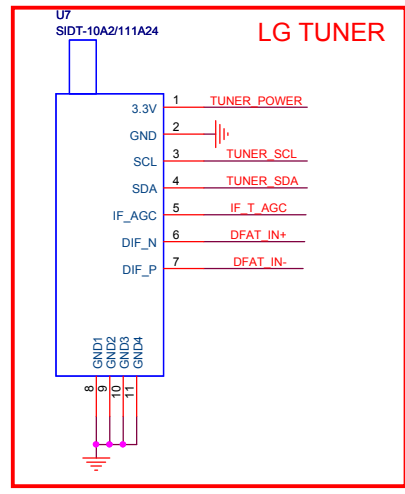 U7
SIDT-10A2/111A24
LG TUNER
3.3V 1 TUNER_POWER
GND 2
SCL 3 TUNER_SCL
SDA 4 TUNER_SDA
IF_AGC 5 IF_T_AGC
DIF_N 6 DFAT_IN+
DIF_P 7 DFAT_IN-
GND1 GND2 GND3 GND4
8 9 10 11